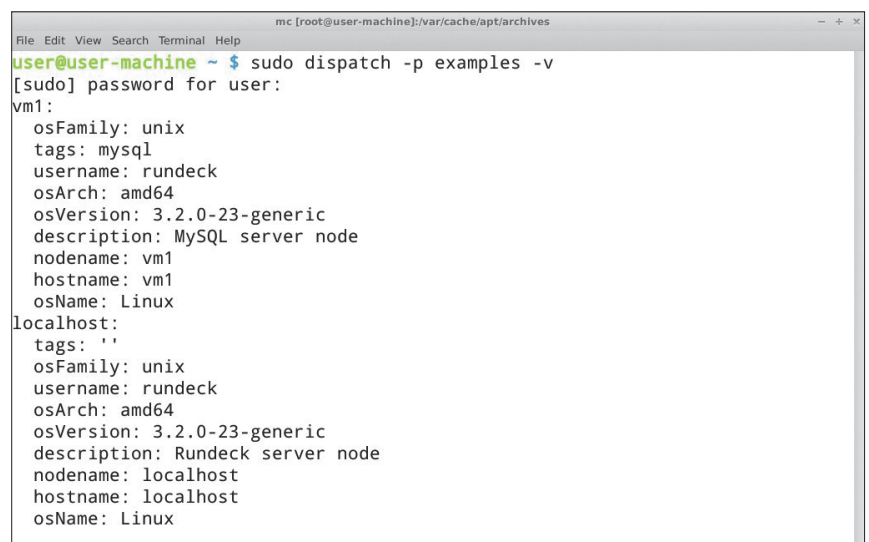 mc [root@user-machine]:/var/cache/apt/archives
File Edit View Search Terminal Help
user@user-machine ~ $ sudo dispatch -p examples -v
[sudo] password for user:
vm1:
  osFamily: unix
  tags: mysql
  username: rundeck
  osArch: amd64
  osVersion: 3.2.0-23-generic
  description: MySQL server node
  nodename: vm1
  hostname: vm1
  osName: Linux
localhost:
  tags: ''
  osFamily: unix
  username: rundeck
  osArch: amd64
  osVersion: 3.2.0-23-generic
  description: Rundeck server node
  nodename: localhost
  hostname: localhost
  osName: Linux